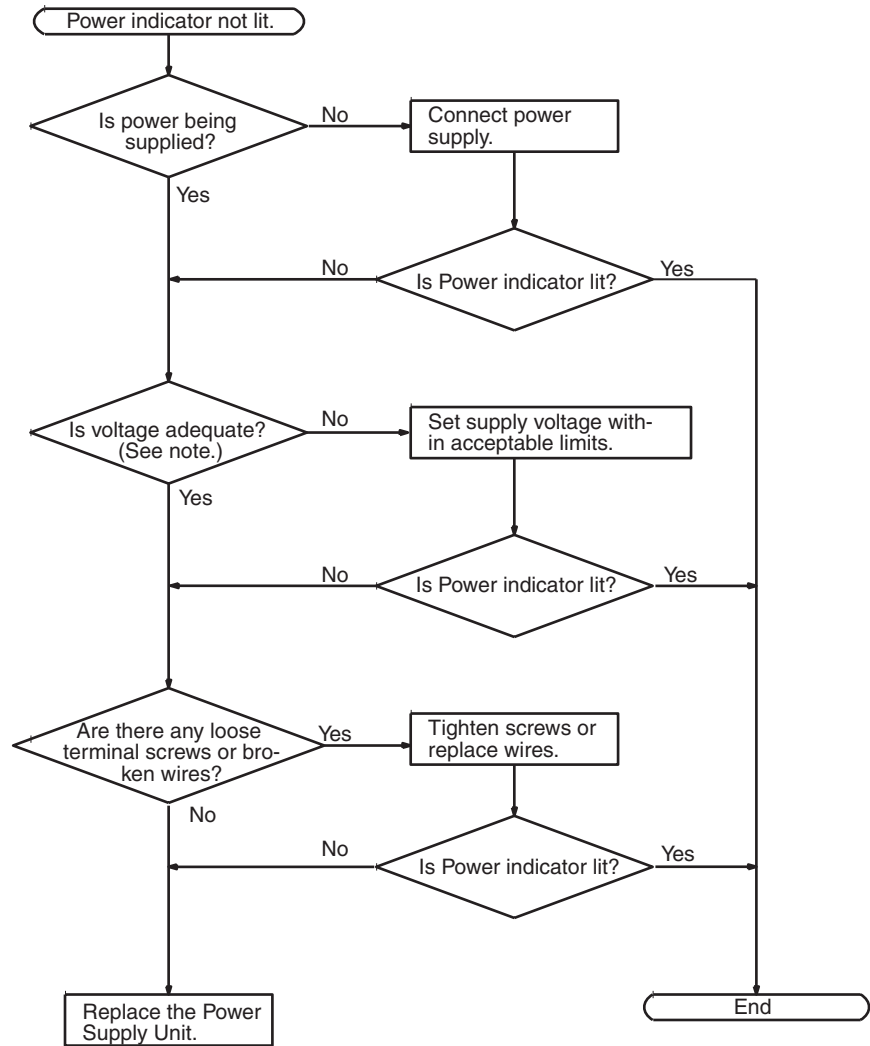 Power indicator not lit.
Is power being
supplied?
No
Connect power
supply.
Yes
No
Is Power indicator lit?
Yes
Is voltage adequate?
(See note.)
No
Set supply voltage with-
in acceptable limits.
Yes
No
Is Power indicator lit?
Yes
Are there any loose
terminal screws or bro-
ken wires?
Yes
Tighten screws or
replace wires.
No
No
Is Power indicator lit?
Yes
Replace the Power
Supply Unit.
End